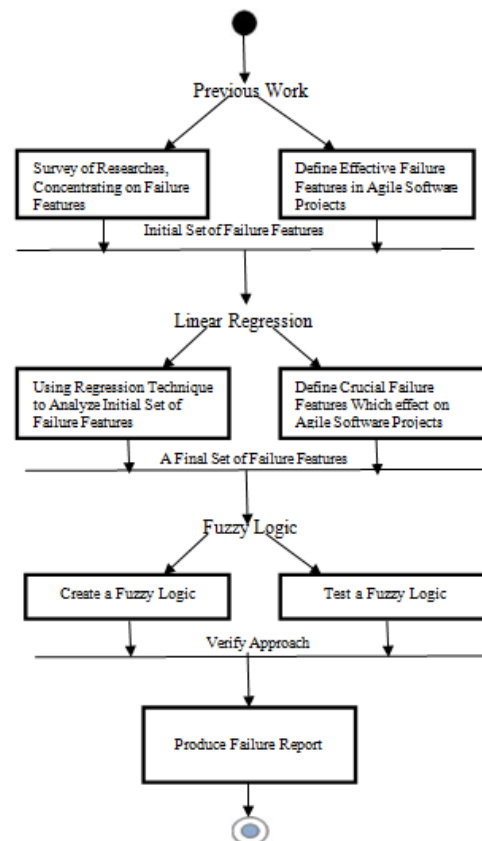 Previous Work
Survey of Researches,
Concentrating on Failure
Features
Define Effective Failure
Features in Agile Software
Projects
Initial Set of Failure Features
Linear Regression
Using Regression Technique
to Analyze Initial Set of
Failure Features
Define Crucial Failure
Features Which effect on
Agile Software Projects
A Final Set of Failure Features
Fuzzy Logic
Create a Fuzzy Logic
Test a Fuzzy Logic
Verify Approach
Produce Failure Report